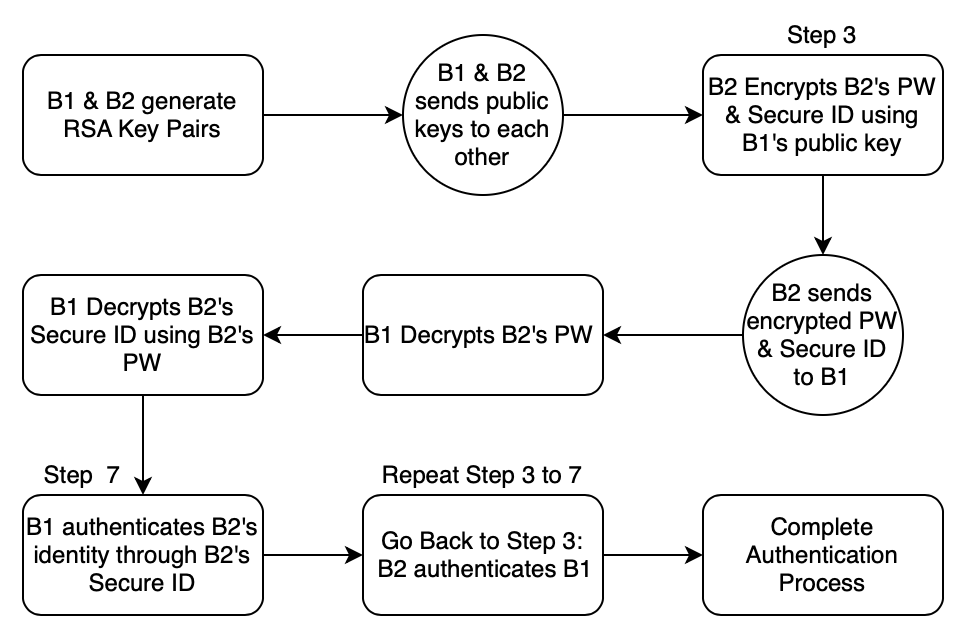 B1 & B2 generate
RSA Key Pairs
B1 & B2
sends public
keys to each
other
Step 3
B2 Encrypts B2's PW
& Secure ID using
B1's public key
B2 sends
encrypted PW
& Secure ID
to B1
B1 Decrypts B2's PW
B1 Decrypts B2's
Secure ID using B2's
PW
Step 7
B1 authenticates B2's
identity through B2's
Secure ID
Repeat Step 3 to 7
Go Back to Step 3:
B2 authenticates B1
Complete
Authentication
Process